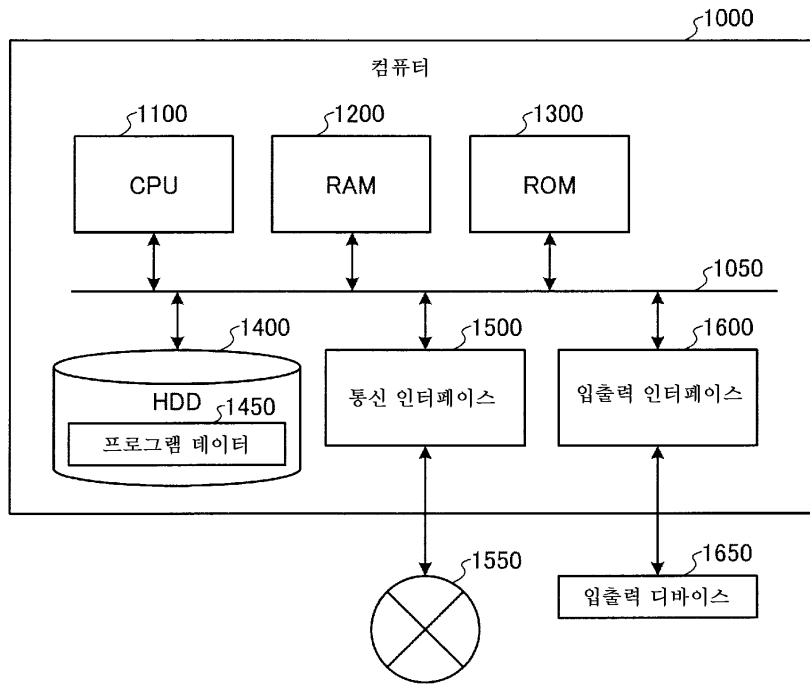 1000
컴퓨터
1100
1200
1300
CPU
RAM
ROM
1050
1400
1500
1600
HDD
1450
프로그램 데이터
통신 인터페이스
입출력 인터페이스
1550
1650
입출력 디바이스